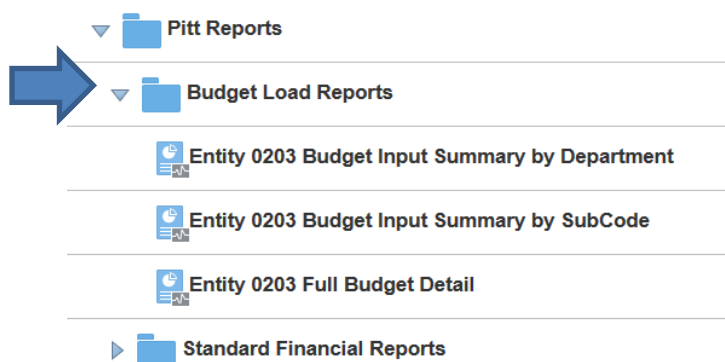 Pitt Reports
Budget Load Reports
Entity 0203 Budget Input Summary by Department
Entity 0203 Budget Input Summary by SubCode
Entity 0203 Full Budget Detail
Standard Financial Reports